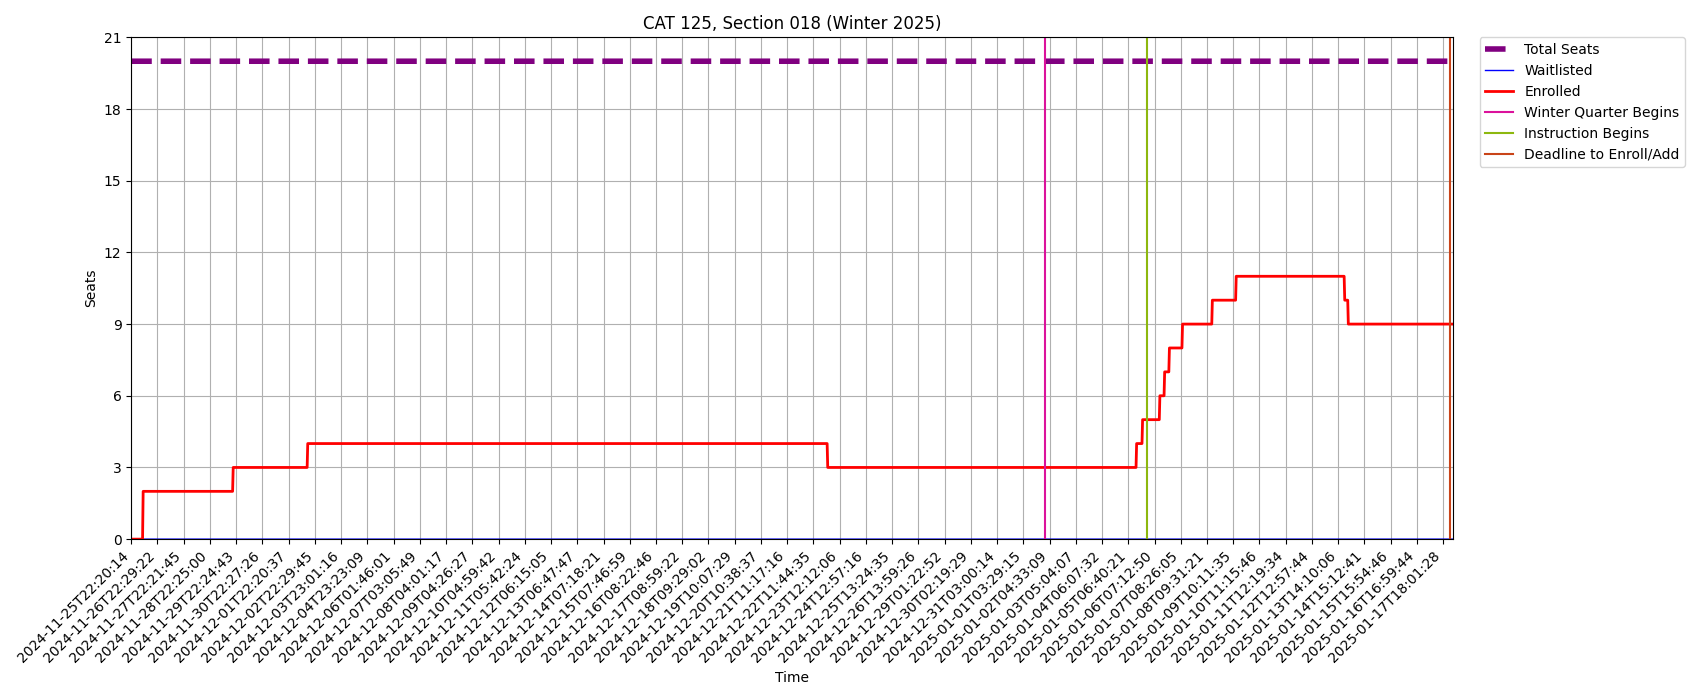 CAT 125, Section 018 (Winter 2025)
21
18
15
12
9
6
3
0
Seats
Total Seats
Waitlisted
Enrolled
Winter Quarter Begins
Instruction Begins
Deadline to Enroll/Add
2024-11-25T22:20:14
2024-11-26T22:29:22
2024-11-27T22:21:45
2024-11-28T22:25:00
2024-11-29T22:24:43
2024-11-30T22:27:26
2024-12-01T22:20:37
2024-12-02T22:29:45
2024-12-03T23:01:16
2024-12-04T23:23:09
2024-12-06T01:46:01
2024-12-07T03:05:49
2024-12-08T04:01:17
2024-12-09T04:26:27
2024-12-10T04:59:42
2024-12-11T05:42:24
2024-12-12T06:15:05
2024-12-13T06:47:47
2024-12-14T07:18:21
2024-12-15T07:46:59
2024-12-16T08:22:46
2024-12-17T08:59:22
2024-12-18T09:29:02
2024-12-19T10:07:29
2024-12-20T10:38:37
2024-12-21T11:17:16
2024-12-22T11:44:35
2024-12-23T12:12:06
2024-12-24T12:57:16
2024-12-25T13:24:35
2024-12-26T13:59:26
2024-12-29T01:22:52
2024-12-30T02:19:29
2024-12-31T03:00:14
2025-01-01T03:29:15
2025-01-02T04:33:09
2025-01-03T05:04:07
2025-01-04T06:07:32
2025-01-05T06:40:21
2025-01-06T07:12:50
2025-01-07T08:26:05
2025-01-08T09:31:21
2025-01-09T10:11:35
2025-01-10T11:15:46
2025-01-11T12:19:34
2025-01-12T12:57:44
2025-01-13T14:10:06
2025-01-14T15:12:41
2025-01-15T15:54:46
2025-01-16T16:59:44
2025-01-17T18:01:28
Time